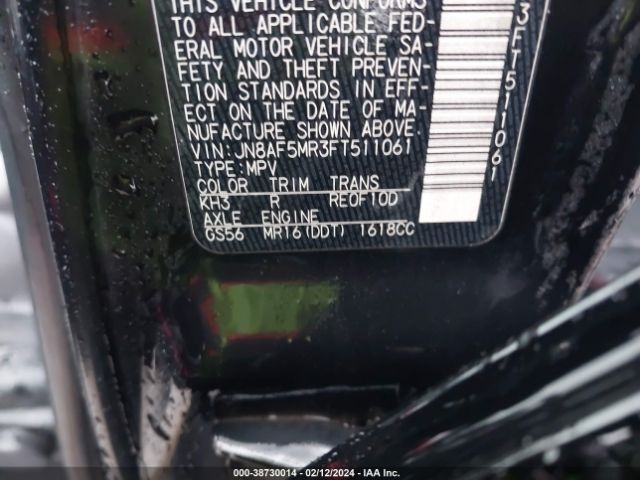 THIS VEHICLE CONFORMS
TO ALL APPLICABLE FED-
ERAL MOTOR VEHICLE SA-
FETY AND THEFT PREVEN-
TION STANDARDS IN EFF-
ECT ON THE DATE OF MA-
NUFACTURE SHOWN ABOVE.
VIN:JN8AF5MR3FT511061
TYPE:MPV
COLOR TRIM TRANS
KH3 R RE0F10D
AXLE ENGINE
GS56 MR16(DDT) 1618CC
3FT511061
000-38730014 - 02/12/2024 - IAA Inc.